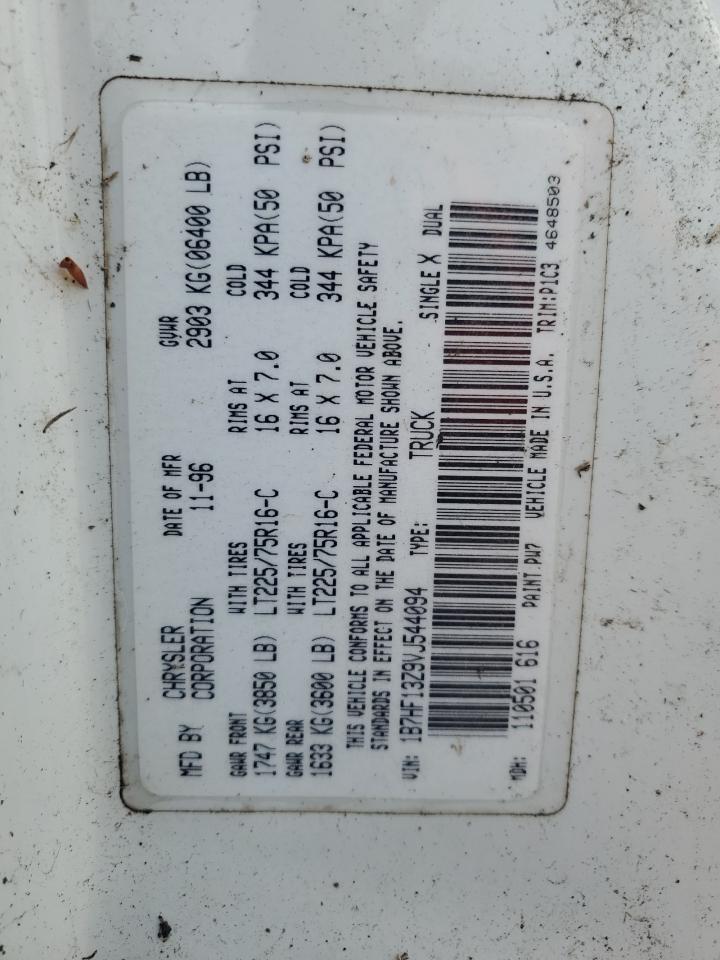 MFD BY CHRYSLER CORPORATION DATE OF MFR 11-96 GVWR 2903 KG(06400 LB)
GAWR FRONT WITH TIRES RIMS AT COLD
1747 KG(3850 LB) LT225/75R16-C 16 X 7.0 344 KPA(50 PSI)
GAWR REAR WITH TIRES RIMS AT COLD
1633 KG(3600 LB) LT225/75R16-C 16 X 7.0 344 KPA(50 PSI)
THIS VEHICLE CONFORMS TO ALL APPLICABLE FEDERAL MOTOR VEHICLE SAFETY
STANDARDS IN EFFECT ON THE DATE OF MANUFACTURE SHOWN ABOVE.
VIN: 1B7HF13Z9VJ544094 TYPE: TRUCK SINGLE X DUAL
MDH: 110501 616 PAINT:PW7 VEHICLE MADE IN U.S.A. TRIM:P1C3 4648503